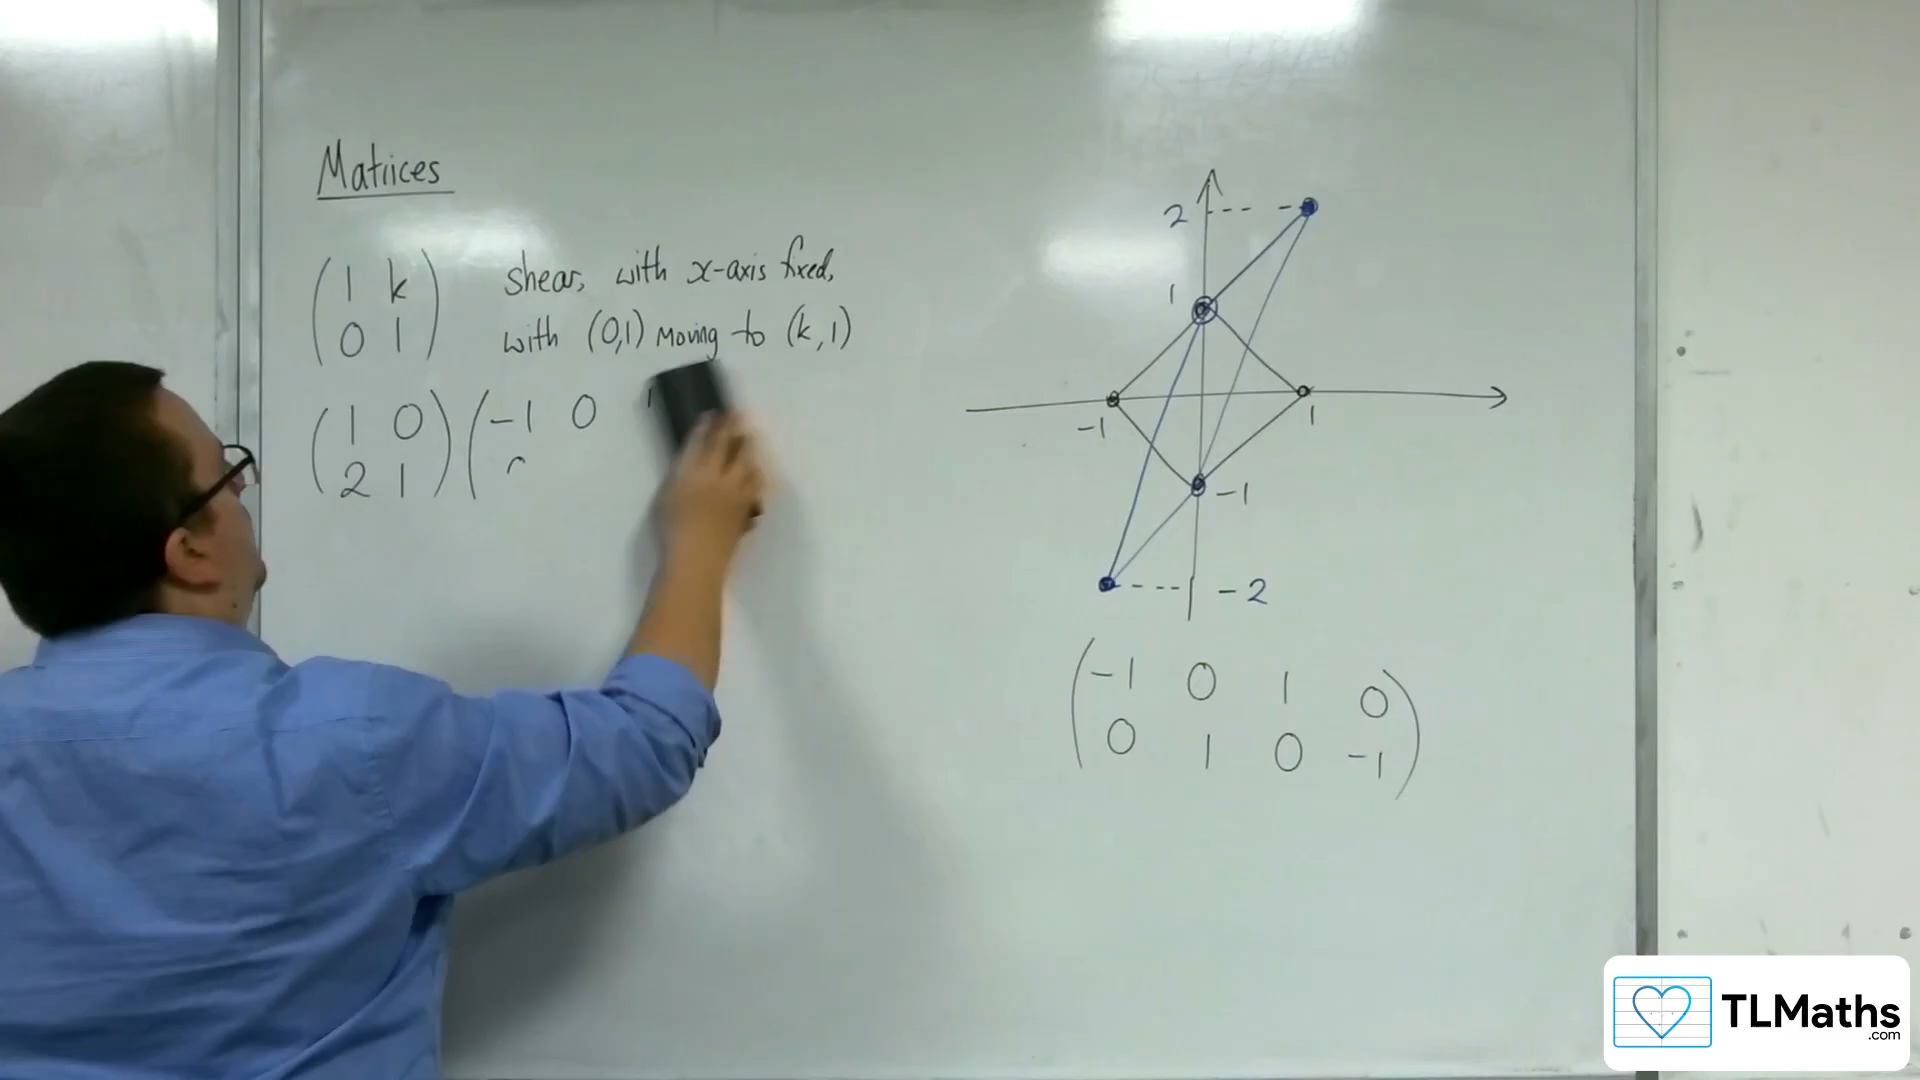 Matrices
(1 k
0 1)
shear, with x-axis fixed,
with (0,1) moving to (k, 1)
(1 0
2 1) (-1 0 1
2
1
-1
1
-1
-2
(-1 0 1 0
0 1 0 -1)
TLMaths
.com